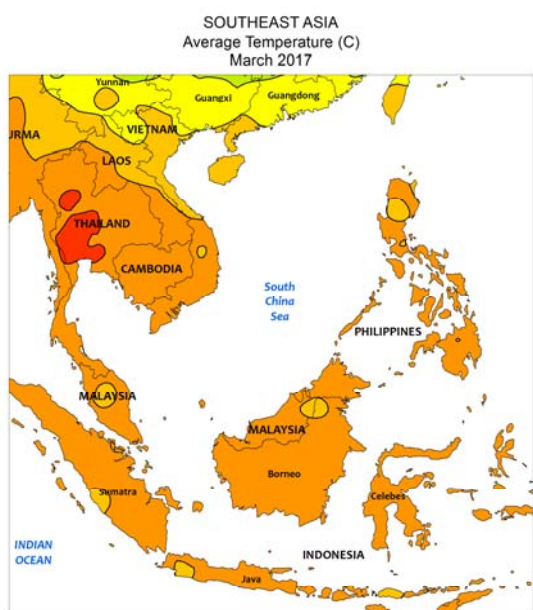 SOUTHEAST ASIA
Average Temperature (C)
March 2017
Yunnan
Guangxi
Guangdong
URMA
VIETNAM
LAOS
THAILAND
CAMBODIA
South
China
Sea
PHILIPPINES
MALAYSIA
MALAYSIA
Borneo
Sumatra
Celebes
INDIAN
OCEAN
INDONESIA
Java